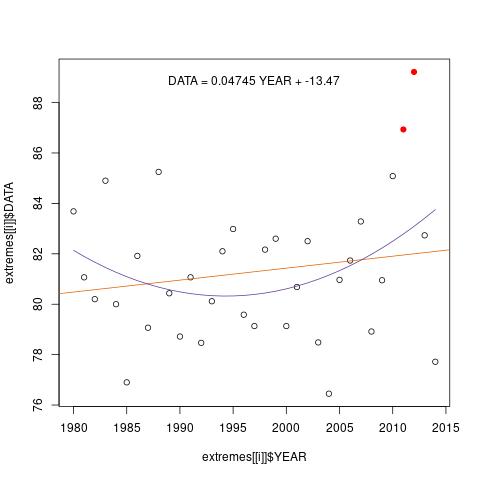 DATA = 0.04745 YEAR + -13.47
extremes[[i]]$DATA
88
86
84
82
80
78
76
1980 1985 1990 1995 2000 2005 2010 2015
extremes[[i]]$YEAR